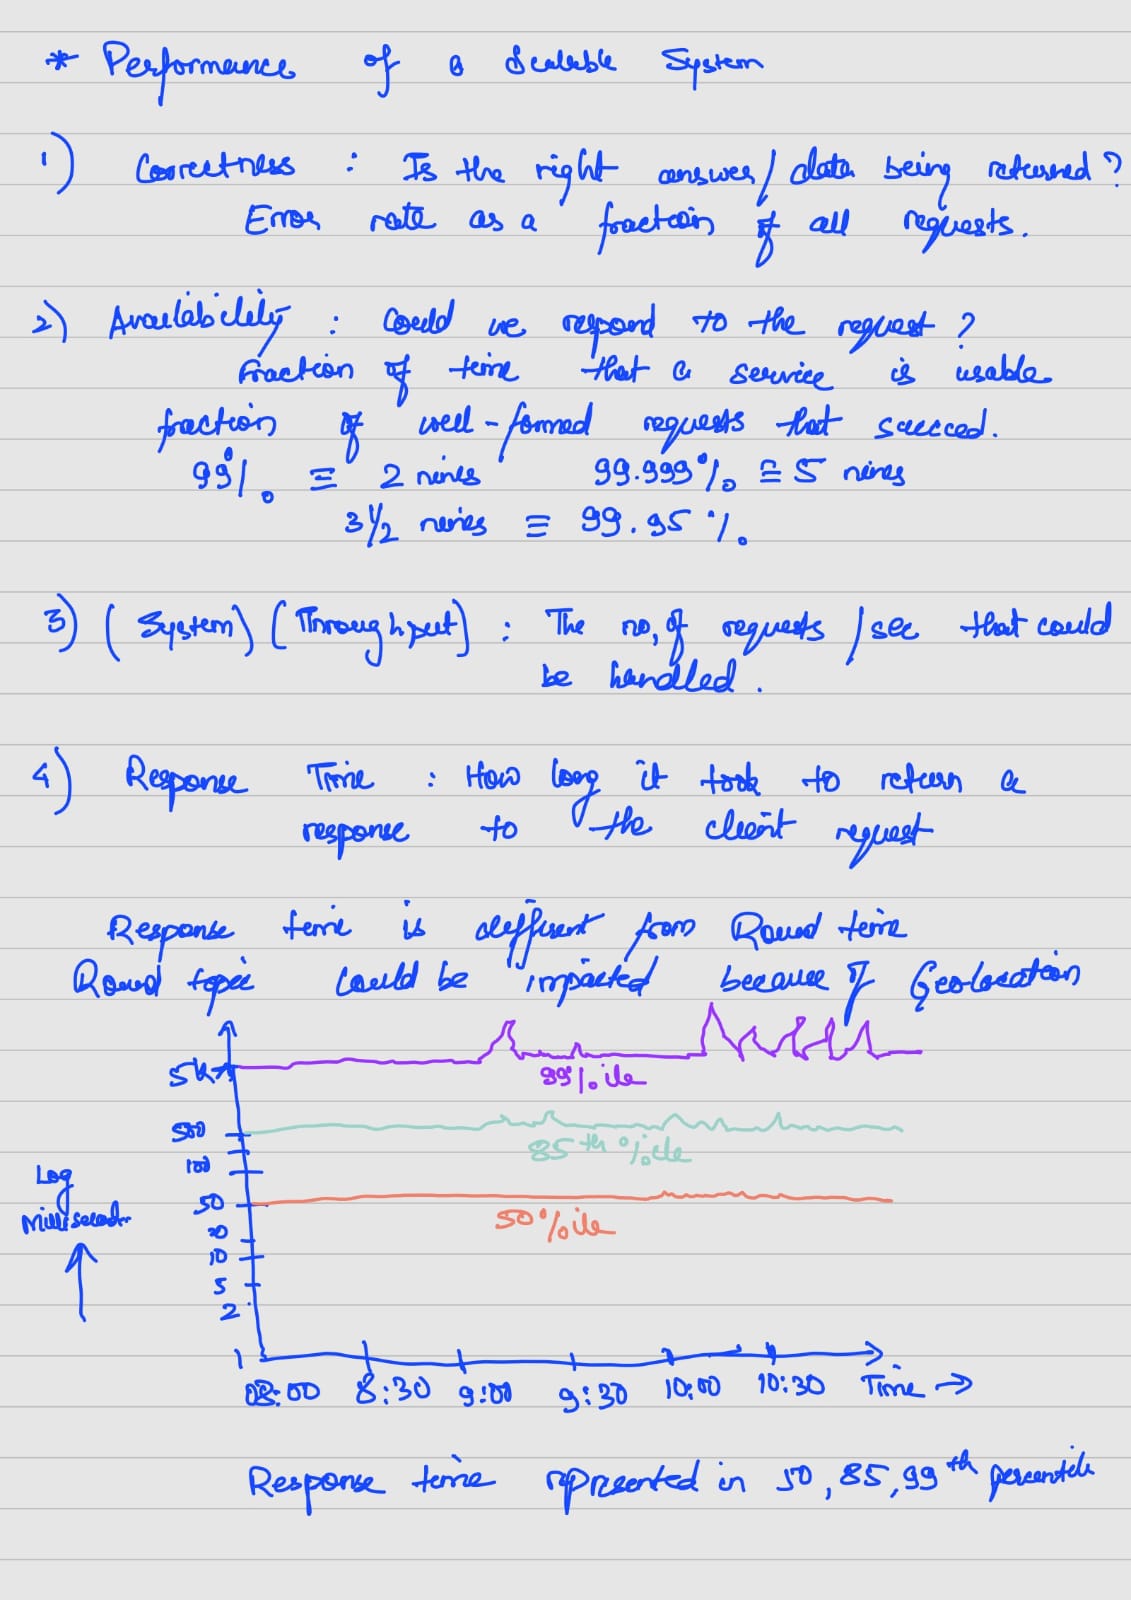 * Performance of a Scalable System
1) Correctness : Is the right answer/data being returned?
Error rate as a fraction of all requests.
2) Availability : Could we respond to the request?
Fraction of time that a service is usable
fraction of well-formed requests that succeed.
99% ≡ 2 nines 99.999% ≅ 5 nines
3 1/2 nines ≡ 99.95%
3) (System) (Throughput) : The no. of requests/sec that could
be handled.
4) Response Time : How long it took to return a
response to the client request
Response time is different from Round time
Round could be impacted because of Geolocation
5k
99%ile
500
85th %ile
100
Log
Millisecond
50
50%ile
20
10
5
2
1
08:00 8:30 9:00 9:30 10:00 10:30 Time →
Response time represented in 50, 85, 99th percentile